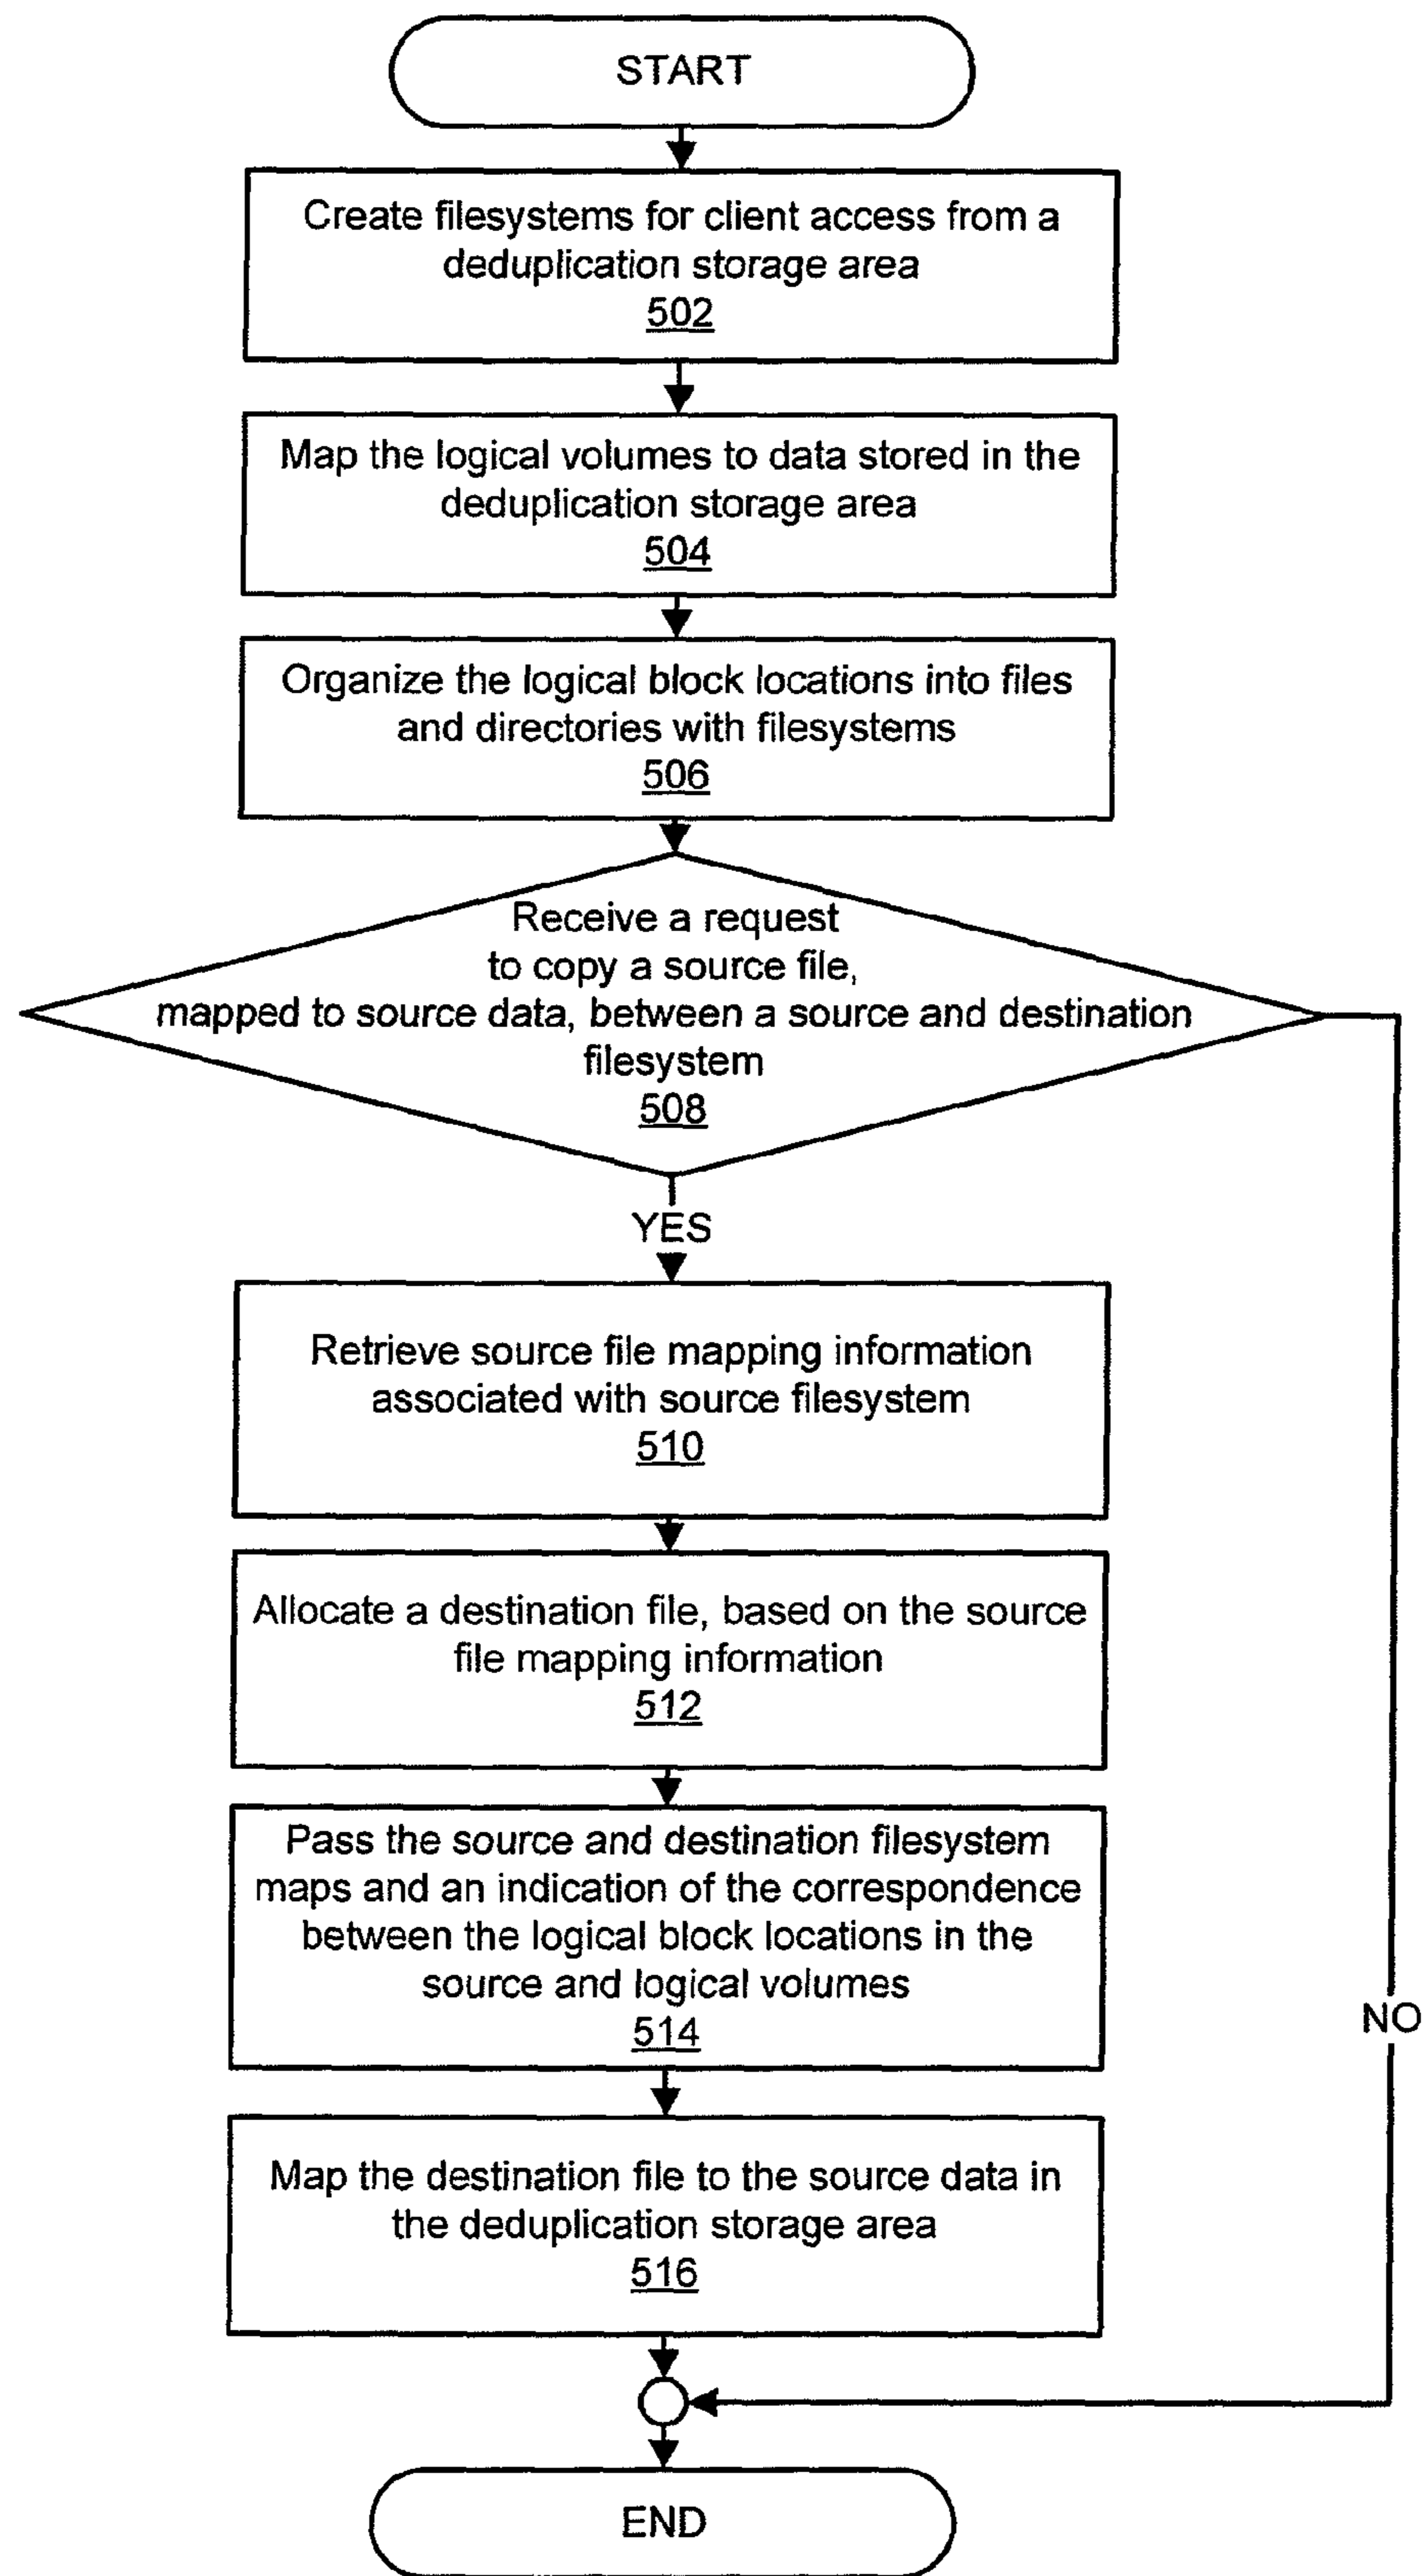 START
Create filesystems for client access from a
deduplication storage area
502
Map the logical volumes to data stored in the
deduplication storage area
504
Organize the logical block locations into files
and directories with filesystems
506
Receive a request
to copy a source file,
mapped to source data, between a source and destination
filesystem
508
YES
Retrieve source file mapping information
associated with source filesystem
510
Allocate a destination file, based on the source
file mapping information
512
Pass the source and destination filesystem
maps and an indication of the correspondence
between the logical block locations in the
source and logical volumes
514
NO
Map the destination file to the source data in
the deduplication storage area
516
END